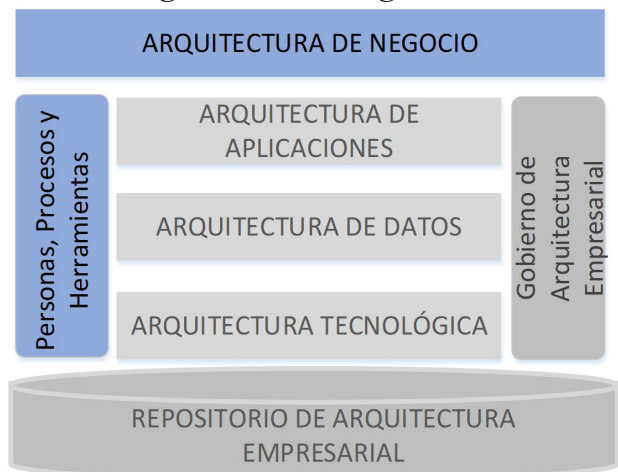 ARQUITECTURA DE NEGOCIO
Personas, Procesos y
Herramientas
ARQUITECTURA DE
APLICACIONES
ARQUITECTURA DE DATOS
ARQUITECTURA TECNOLÓGICA
Gobierno de
Arquitectura
Empresarial
REPOSITORIO DE ARQUITECTURA
EMPRESARIAL